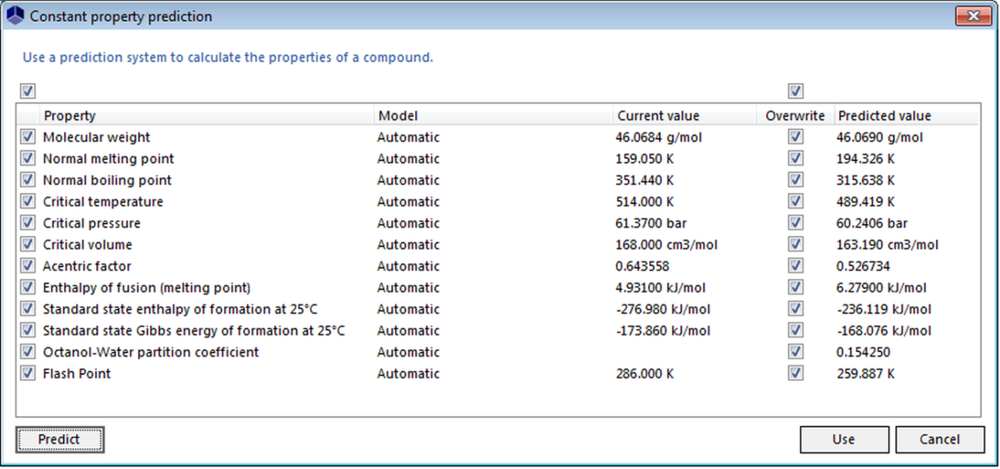 Constant property prediction
Use a prediction system to calculate the properties of a compound.
Property Model Current value Overwrite Predicted value
Molecular weight Automatic 46.0684 g/mol 46.0690 g/mol
Normal melting point Automatic 159.050 K 194.326 K
Normal boiling point Automatic 351.440 K 315.638 K
Critical temperature Automatic 514.000 K 489.419 K
Critical pressure Automatic 61.3700 bar 60.2406 bar
Critical volume Automatic 168.000 cm3/mol 163.190 cm3/mol
Acentric factor Automatic 0.643558 0.526734
Enthalpy of fusion (melting point) Automatic 4.93100 kJ/mol 6.27900 kJ/mol
Standard state enthalpy of formation at 25°C Automatic -276.980 kJ/mol -236.119 kJ/mol
Standard state Gibbs energy of formation at 25°C Automatic -173.860 kJ/mol -168.076 kJ/mol
Octanol-Water partition coefficient Automatic 0.154250
Flash Point Automatic 286.000 K 259.887 K
Predict Use Cancel